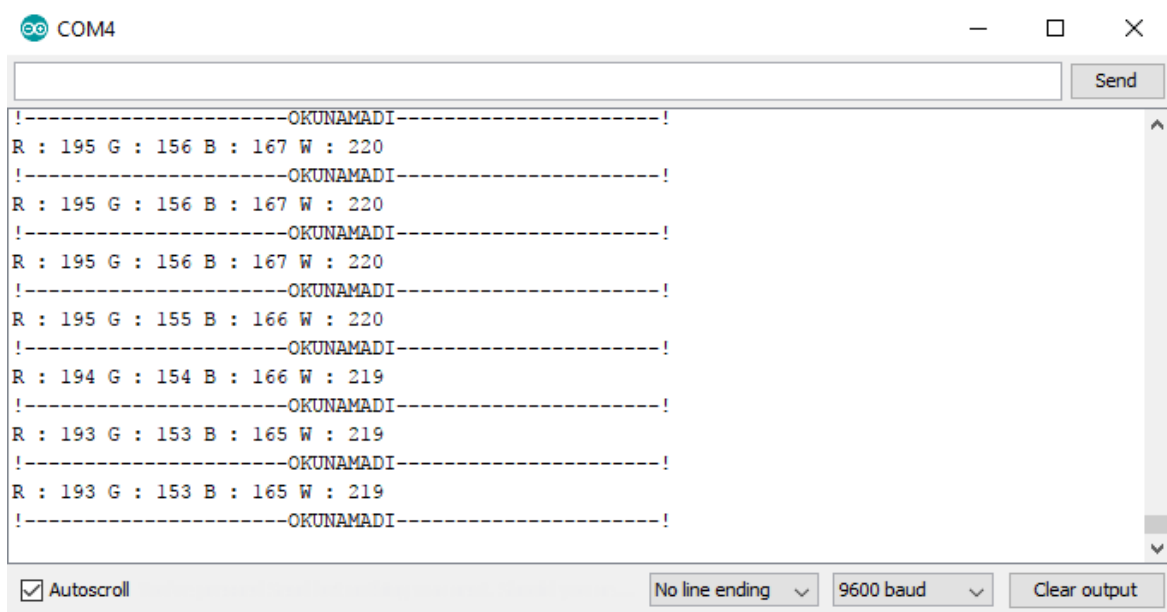 COM4
Send
!----------------------OKUNAMADI----------------------!
R : 195 G : 156 B : 167 W : 220
!----------------------OKUNAMADI----------------------!
R : 195 G : 156 B : 167 W : 220
!----------------------OKUNAMADI----------------------!
R : 195 G : 156 B : 167 W : 220
!----------------------OKUNAMADI----------------------!
R : 195 G : 155 B : 166 W : 220
!----------------------OKUNAMADI----------------------!
R : 194 G : 154 B : 166 W : 219
!----------------------OKUNAMADI----------------------!
R : 193 G : 153 B : 165 W : 219
!----------------------OKUNAMADI----------------------!
R : 193 G : 153 B : 165 W : 219
!----------------------OKUNAMADI----------------------!
Autoscroll No line ending 9600 baud Clear output